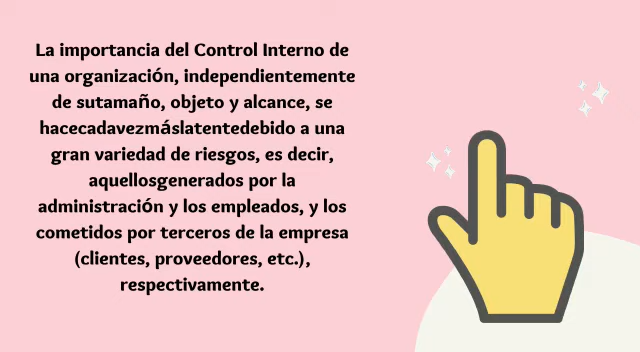 La importancia del Control Interno de
una organización, independientemente
de sutamaño, objeto y alcance, se
hacecadavezmáslatentedebido a una
gran variedad de riesgos, es decir,
aquellosgenerados por la
administración y los empleados, y los
cometidos por terceros de la empresa
(clientes, proveedores, etc.),
respectivamente.